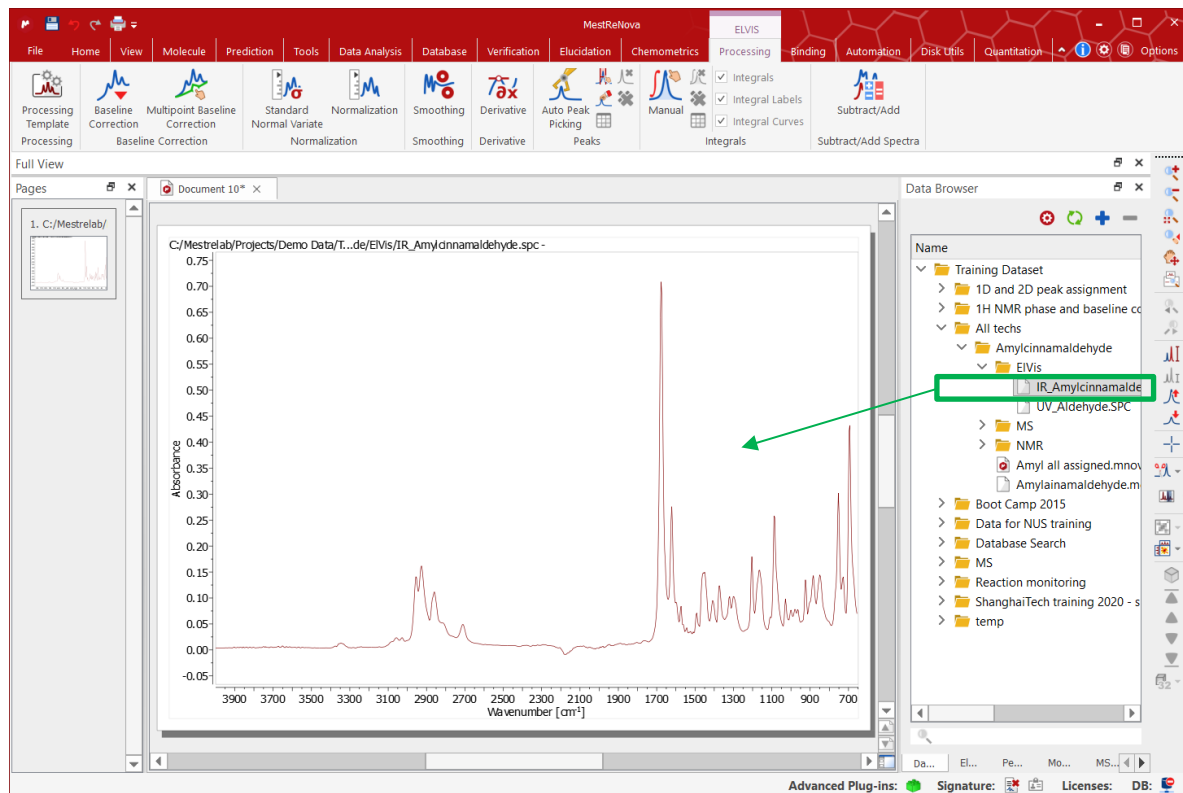 MestReNova
ELVIS
File Home View Molecule Prediction Tools Data Analysis Database Verification Elucidation Chemometrics Processing Binding Automation Disk Utils Quantitation Options
Processing Template
Baseline Correction
Multipoint Baseline Correction
Standard Normal Variate
Normalization
Smoothing
Derivative
Auto Peak Picking
Manual
Integrals
Integral Labels
Integral Curves
Subtract/Add
Processing Baseline Correction Normalization Smoothing Derivative Peaks Integrals Subtract/Add Spectra
Full View
Pages
Document 10*
Data Browser
1. C:/Mestrelab/
C:/Mestrelab/Projects/Demo Data/T...de/ElVis/IR_Amylcinnamaldehyde.spc -
0.75
0.70
0.65
0.60
0.55
0.50
0.45
0.40
0.35
0.30
0.25
0.20
0.15
0.10
0.05
0.00
-0.05
Absorbance
3900 3700 3500 3300 3100 2900 2700 2500 2300 2100 1900 1700 1500 1300 1100 900 700
Wavenumber [cm-1]
Name
Training Dataset
1D and 2D peak assignment
1H NMR phase and baseline cc
All techs
Amylcinnamaldehyde
ElVis
IR_Amylcinnamalde
UV_Aldehyde.SPC
MS
NMR
Amyl all assigned.mnov
Amylainamaldehyde.m
Boot Camp 2015
Data for NUS training
Database Search
MS
Reaction monitoring
ShanghaiTech training 2020 - s
temp
Da... El... Pe... Mo... MS...
Advanced Plug-ins: Signature: Licenses: DB: